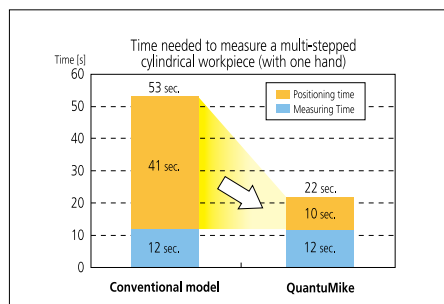 Time needed to measure a multi-stepped
cylindrical workpiece (with one hand)
Time [s]
60
50
40
30
20
10
0
53 sec.
41 sec.
12 sec.
22 sec.
10 sec.
12 sec.
Positioning time
Measuring Time
Conventional model
QuantuMike